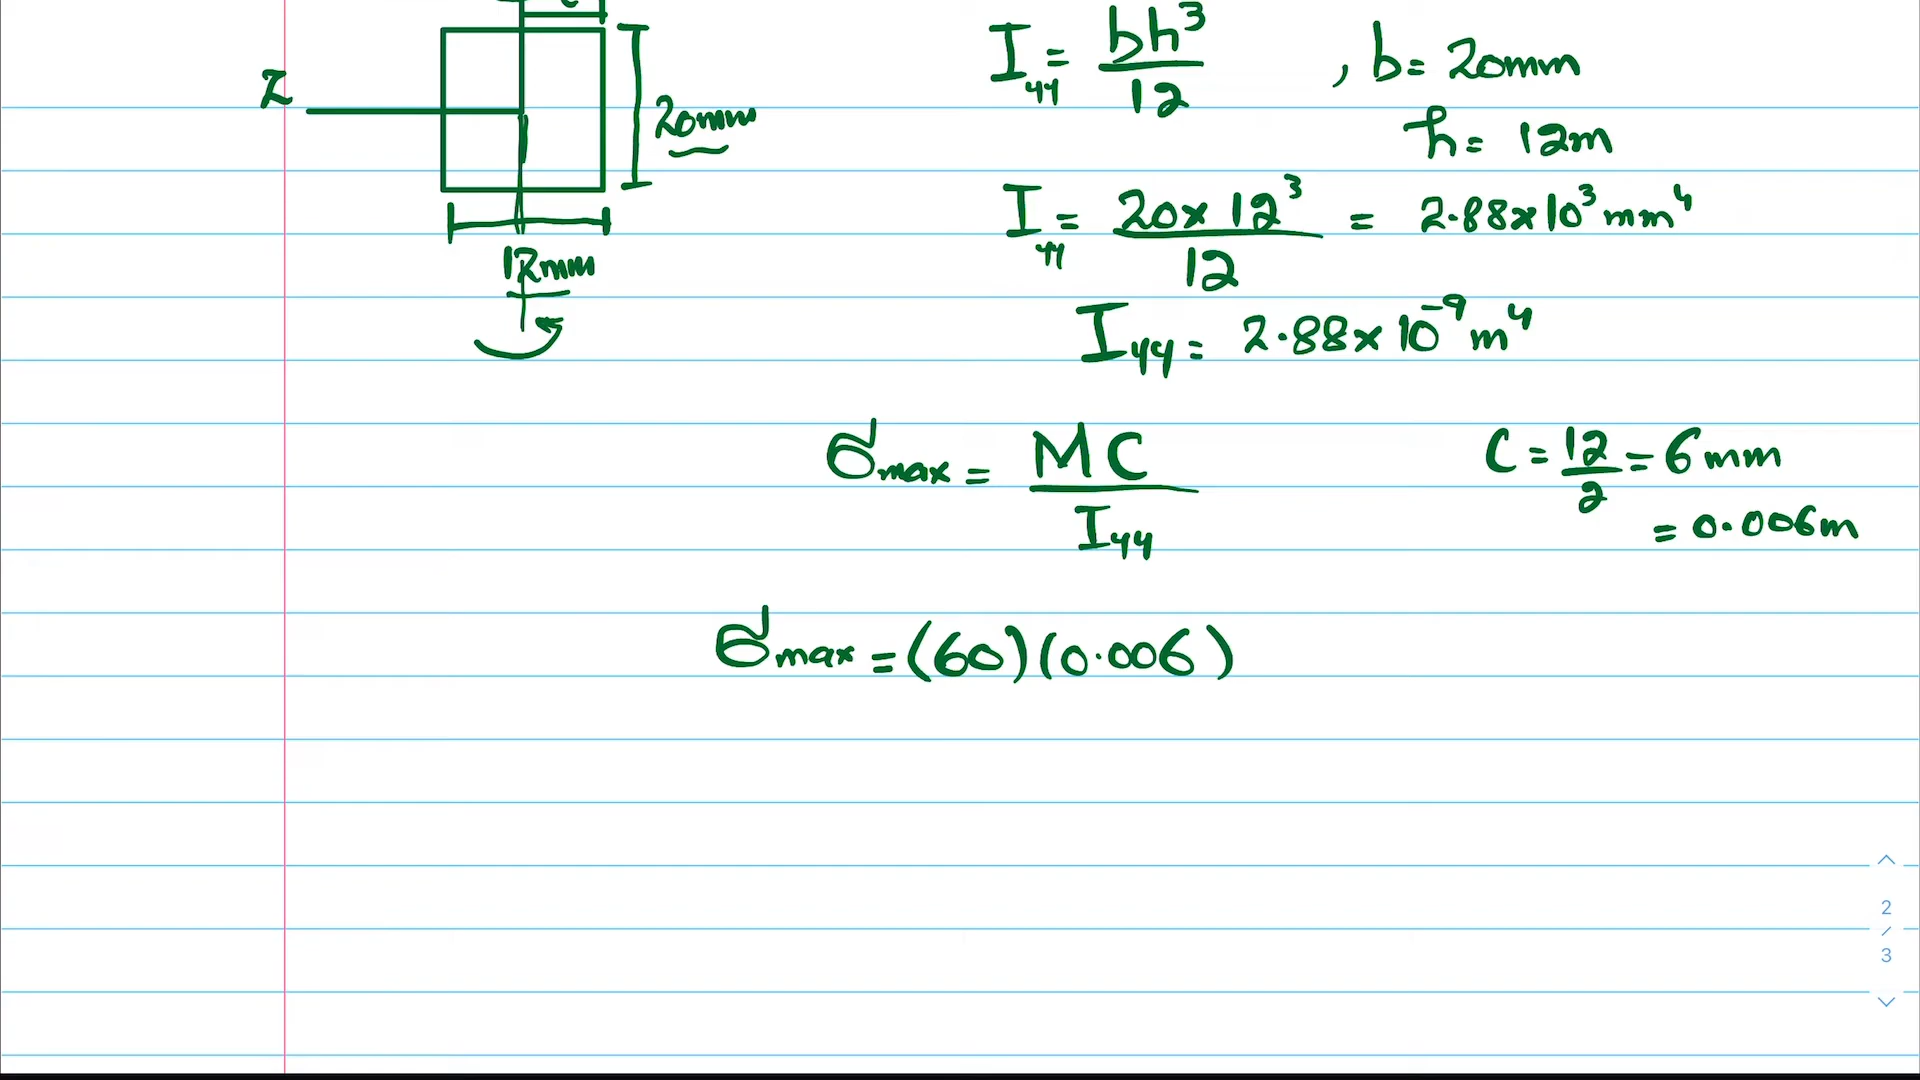 Z
20mm
12mm
I_yy = bh³/12 , b = 20mm
h = 12m
I_yy = 20 x 12³/12 = 2.88 x 10³ mm⁴
I_yy = 2.88 x 10⁻⁹ m⁴
σmax = MC/I_yy
C = 12/2 = 6mm
= 0.006m
σmax = (60)(0.006)
2
/
3